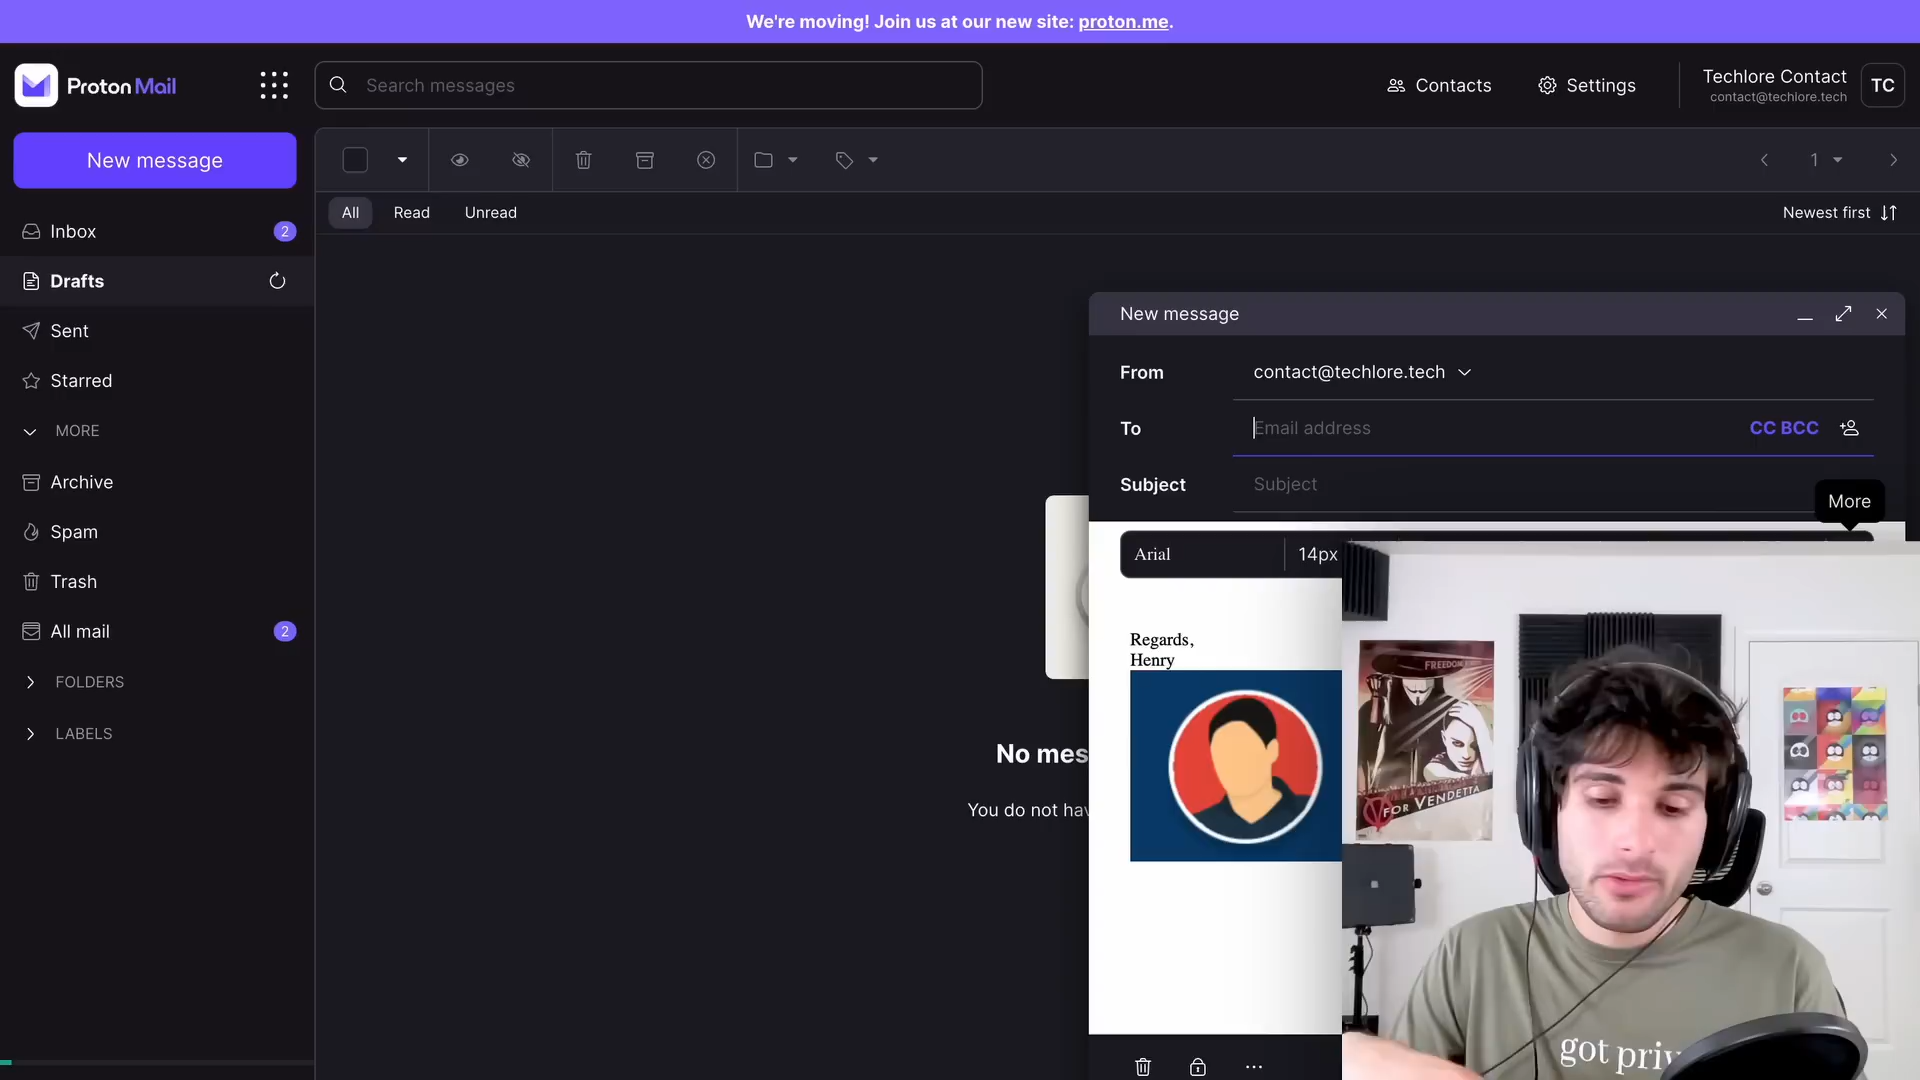 We're moving! Join us at our new site: proton.me.
Proton Mail
Search messages
Contacts
Settings
Techlore Contact
contact@techlore.tech
TC
New message
1
All
Read
Unread
Newest first
Inbox
2
Drafts
Sent
Starred
MORE
Archive
Spam
Trash
All mail
2
FOLDERS
LABELS
No mes
You do not hav
New message
From
contact@techlore.tech
To
Email address
CC BCC
Subject
Subject
More
Arial
14px
Regards,
Henry
FREEDOM
V FOR VENDETTA
got priv